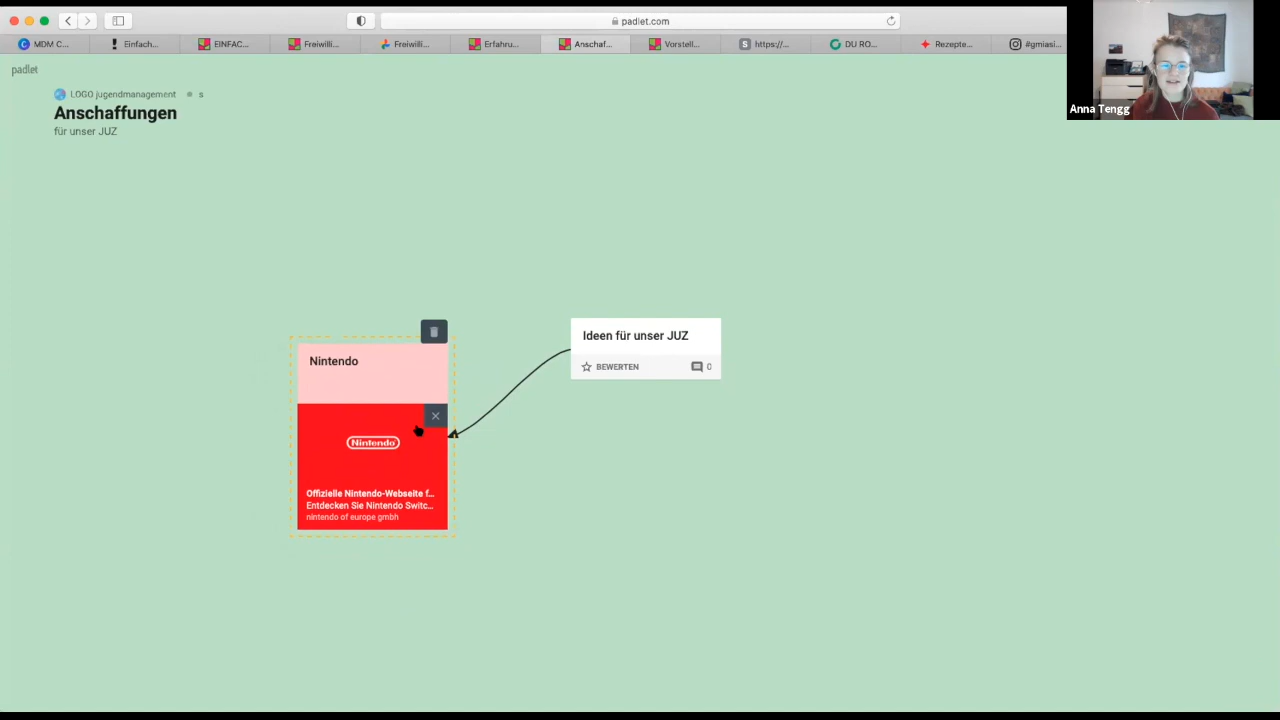 padlet.com
MDM C...
Einfach...
EINFAC...
Freiwilli...
Freiwilli...
Erfahru...
Anschaf...
Vorstell...
S https://...
DU RO...
Rezepte...
#gmiasi...
Anna Tengg
padlet
LOGO jugendmanagement s
Anschaffungen
für unser JUZ
Ideen für unser JUZ
BEWERTEN 0
Nintendo
Nintendo
Offizielle Nintendo-Webseite f...
Entdecken Sie Nintendo Switc...
nintendo of europe gmbh